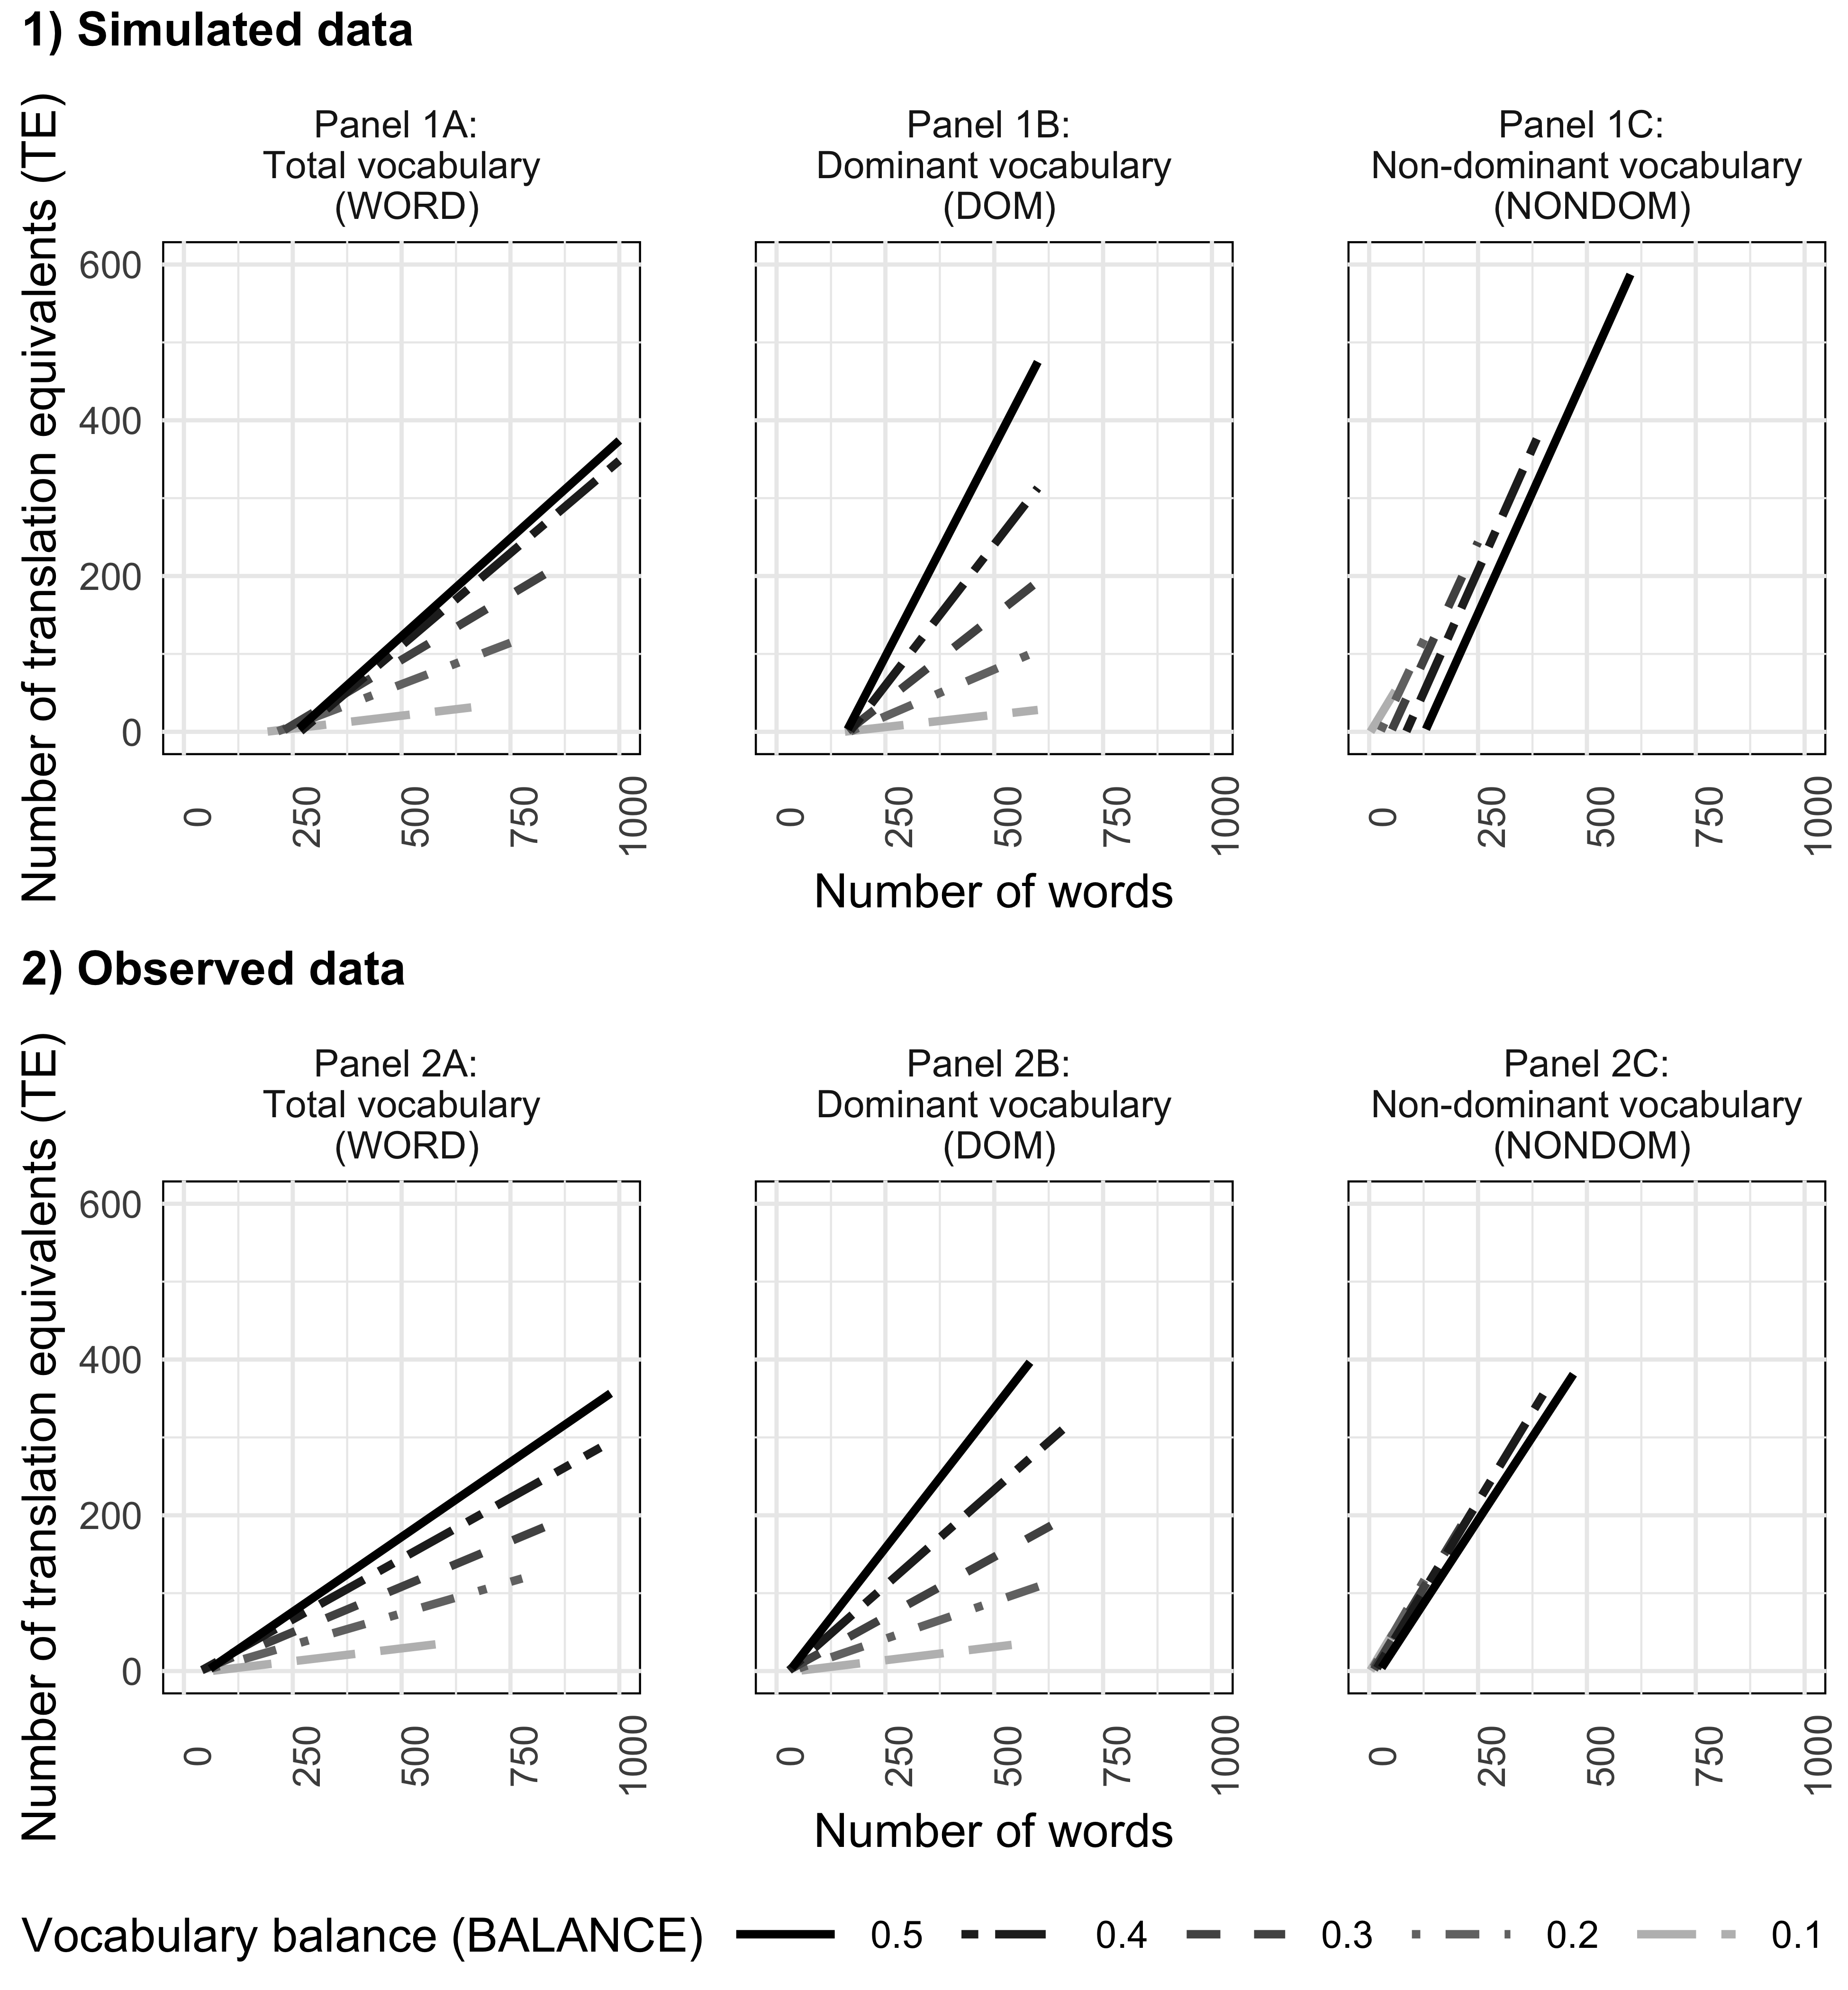 1) Simulated data
Number of translation equivalents (TE)
Panel 1A:
Total vocabulary
(WORD)
Panel 1B:
Dominant vocabulary
(DOM)
Panel 1C:
Non-dominant vocabulary
(NONDOM)
600
400
200
0
0 250 500 750 1000
0 250 500 750 1000
0 250 500 750 1000
Number of words
2) Observed data
Number of translation equivalents (TE)
Panel 2A:
Total vocabulary
(WORD)
Panel 2B:
Dominant vocabulary
(DOM)
Panel 2C:
Non-dominant vocabulary
(NONDOM)
600
400
200
0
0 250 500 750 1000
0 250 500 750 1000
0 250 500 750 1000
Number of words
Vocabulary balance (BALANCE) 0.5 0.4 0.3 0.2 0.1